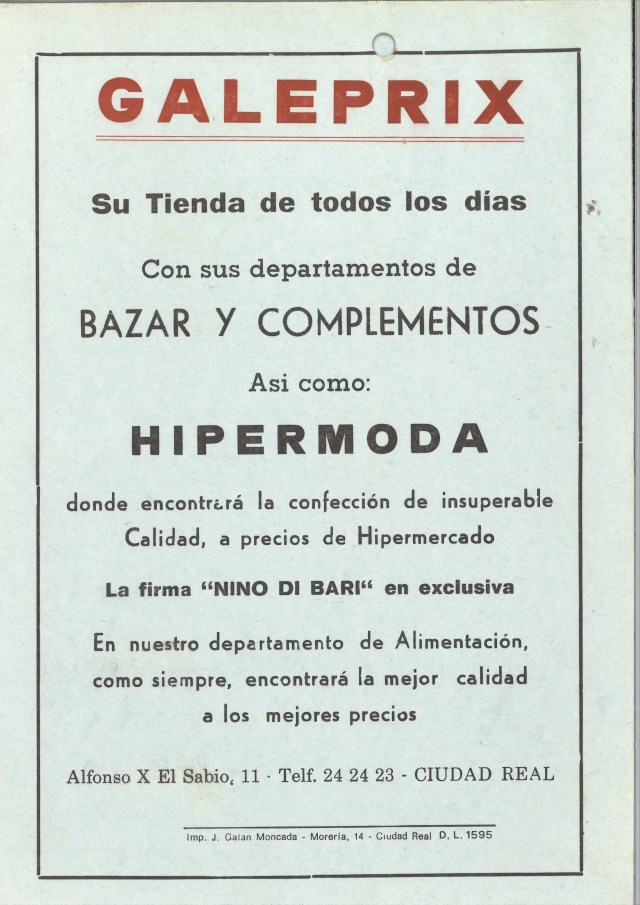 GALEPRIX
Su Tienda de todos los días
Con sus departamentos de
BAZAR Y COMPLEMENTOS
Asi como:
HIPERMODA
donde encontrará la confección de insuperable
Calidad, a precios de Hipermercado
La firma “NINO DI BARI“ en exclusiva
En nuestro departamento de Alimentación,
como siempre, encontrará la mejor calidad
a los mejores precios
Alfonso X El Sabio, 11 - Telf. 24 24 23 - CIUDAD REAL
Imp. J. Galan Moncada - Morería, 14 - Ciudad Real D. L. 1595